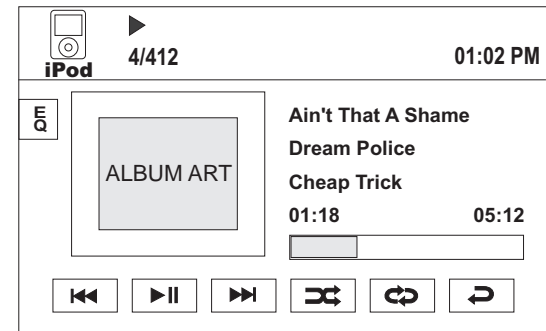 iPod
4/412
01:02 PM
EQ
ALBUM ART
Ain't That A Shame
Dream Police
Cheap Trick
01:18 05:12